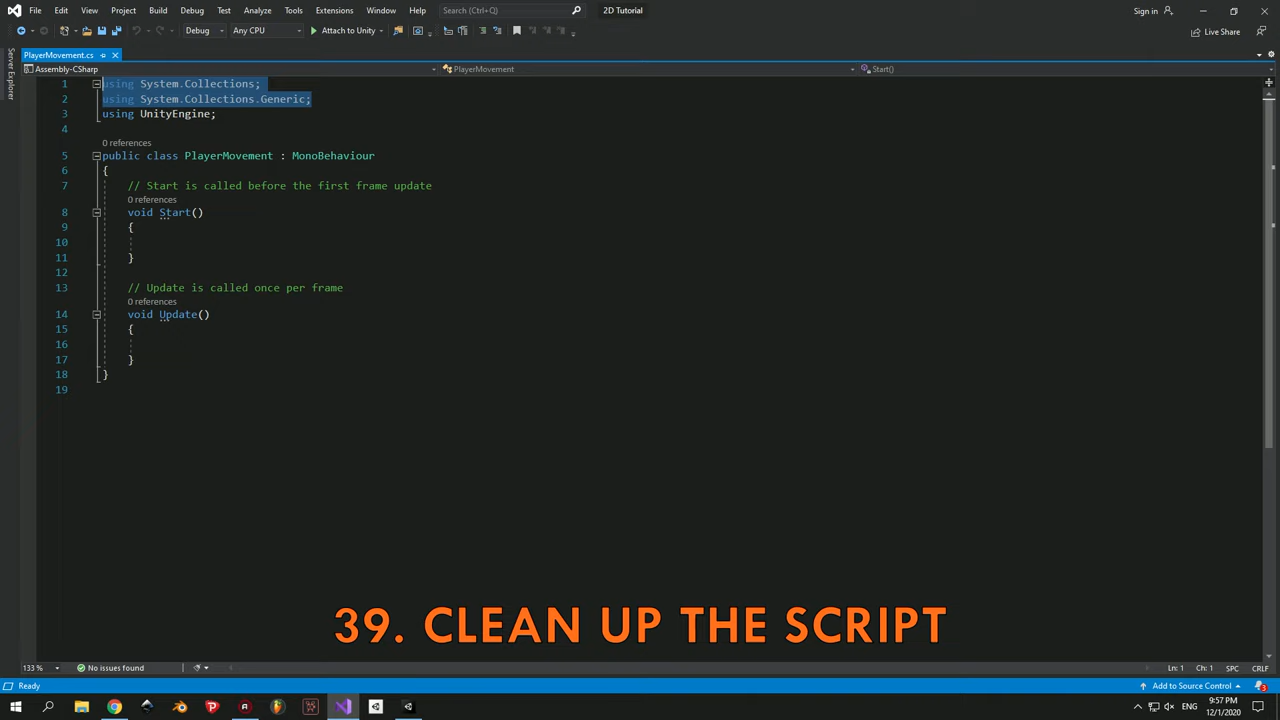 File Edit View Project Build Debug Test Analyze Tools Extensions Window Help Search (Ctrl+Q) 2D Tutorial Sign in
Debug Any CPU Attach to Unity Live Share
PlayerMovement.cs
Server Explorer
Assembly-CSharp PlayerMovement Start()
1 using System.Collections;
2 using System.Collections.Generic;
3 using UnityEngine;
4
0 references
5 public class PlayerMovement : MonoBehaviour
6 {
7 // Start is called before the first frame update
0 references
8 void Start()
9 {
10
11 }
12
13 // Update is called once per frame
0 references
14 void Update()
15 {
16
17 }
18 }
19
39. CLEAN UP THE SCRIPT
133 % No issues found Ln: 1 Ch: 1 SPC CRLF
Ready Add to Source Control 3
ENG 9:57 PM
12/1/2020